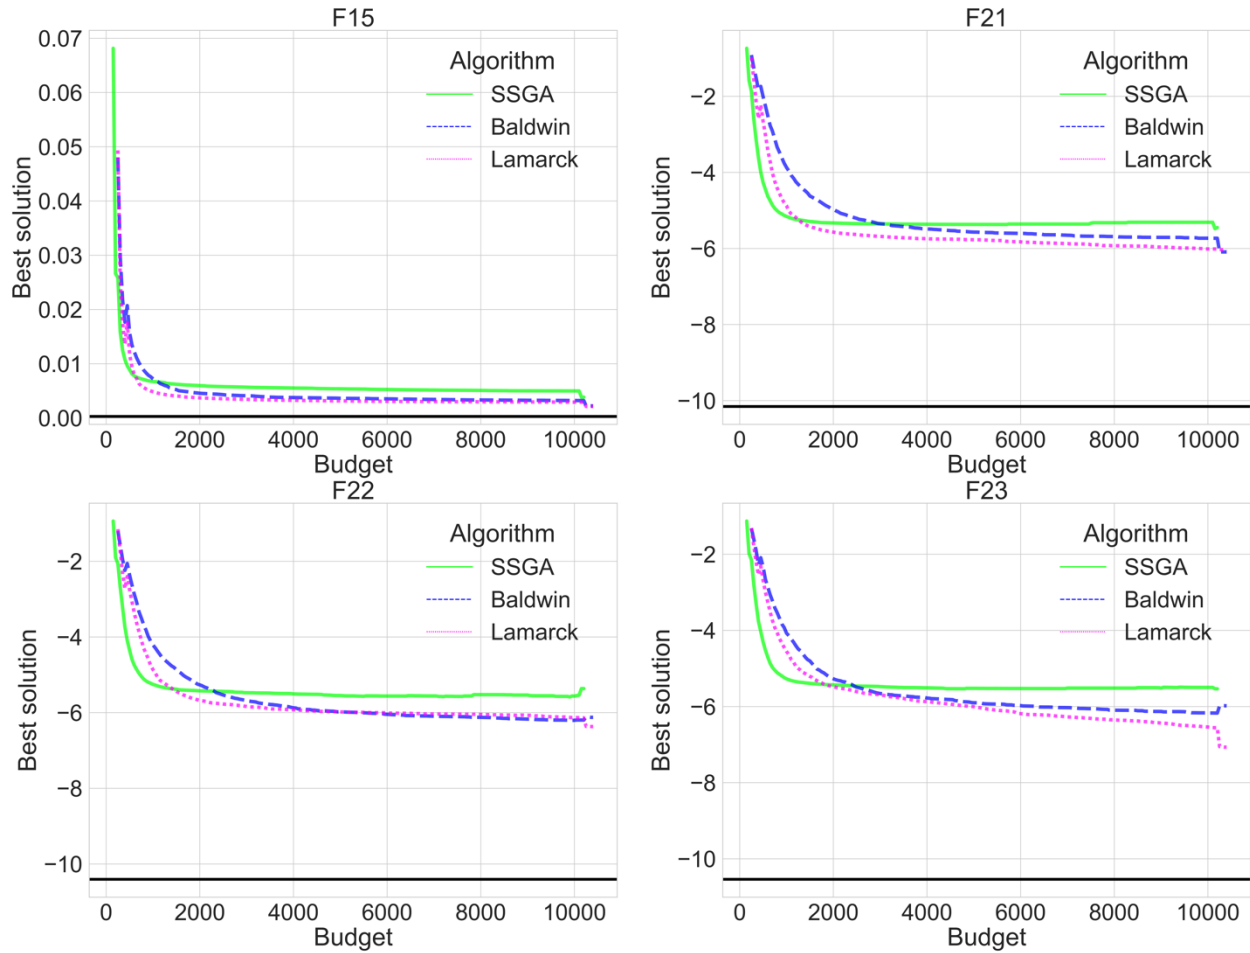 F15
0.07
0.06
0.05
0.04
0.03
0.02
0.01
0.00
Best solution
Algorithm
SSGA
Baldwin
Lamarck
0 2000 4000 6000 8000 10000
Budget
F21
−2
−4
−6
−8
−10
Best solution
Algorithm
SSGA
Baldwin
Lamarck
0 2000 4000 6000 8000 10000
Budget
F22
−2
−4
−6
−8
−10
Best solution
Algorithm
SSGA
Baldwin
Lamarck
0 2000 4000 6000 8000 10000
Budget
F23
−2
−4
−6
−8
−10
Best solution
Algorithm
SSGA
Baldwin
Lamarck
0 2000 4000 6000 8000 10000
Budget